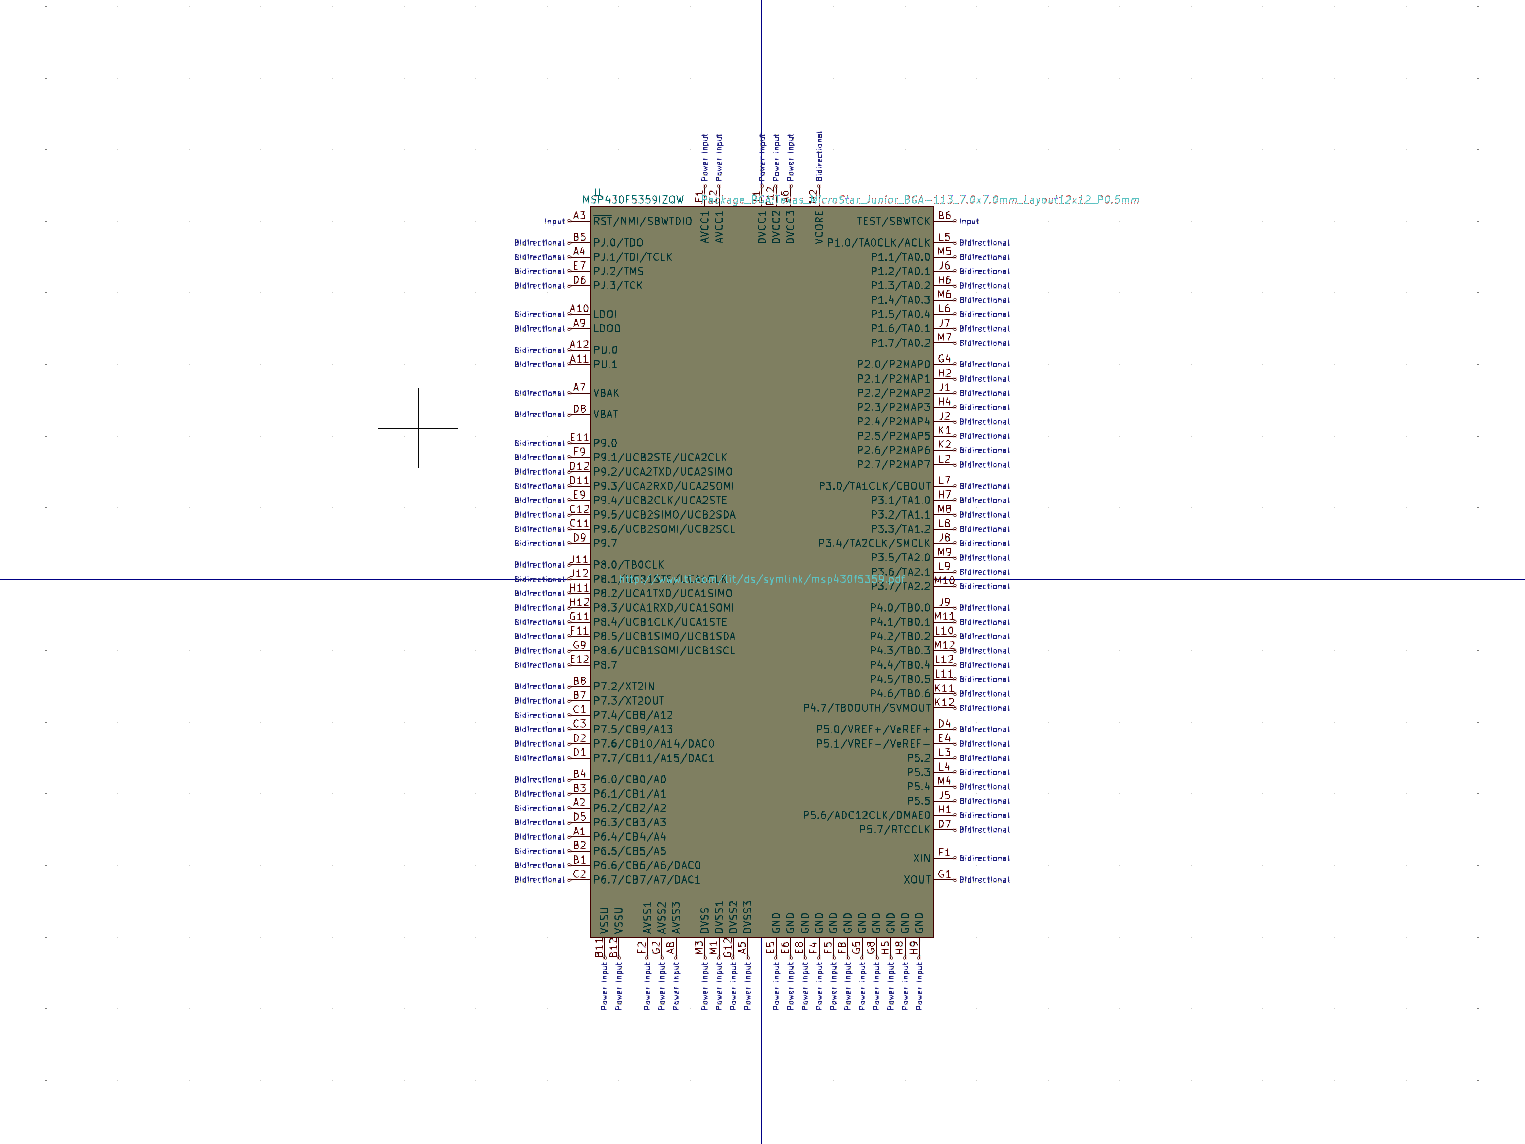 Power Input Power Input Power Input Power Input Power Input Bidirectional
MSP430F5359IZQW
AVCC1 AVCC1 DVCC1 DVCC2 DVCC3 VCORE
Input A3 RST/NMI/SBWTDIO TEST/SBWTCK B6 Input
Bidirectional B5 PJ.0/TDO P1.0/TA0CLK/ACLK L5 Bidirectional
Bidirectional A4 PJ.1/TDI/TCLK P1.1/TA0.0 M5 Bidirectional
Bidirectional E7 PJ.2/TMS P1.2/TA0.1 J6 Bidirectional
Bidirectional D6 PJ.3/TCK P1.3/TA0.2 H6 Bidirectional
P1.4/TA0.3 M6 Bidirectional
Bidirectional A10 LDOI P1.5/TA0.4 L6 Bidirectional
Bidirectional A9 LDOO P1.6/TA0.1 J7 Bidirectional
P1.7/TA0.2 M7 Bidirectional
Bidirectional A12 PU.0
Bidirectional A11 PU.1 P2.0/P2MAP0 G4 Bidirectional
P2.1/P2MAP1 H2 Bidirectional
Bidirectional A7 VBAK P2.2/P2MAP2 J1 Bidirectional
P2.3/P2MAP3 H4 Bidirectional
Bidirectional D8 VBAT
P2.4/P2MAP4 J2 Bidirectional
P2.5/P2MAP5 K1 Bidirectional
Bidirectional E11 P9.0
P2.6/P2MAP6 K2 Bidirectional
Bidirectional F9 P9.1/UCB2STE/UCA2CLK
P2.7/P2MAP7 L2 Bidirectional
Bidirectional D12 P9.2/UCA2TXD/UCA2SIMO
Bidirectional D11 P9.3/UCA2RXD/UCA2SOMI P3.0/TA1CLK/CBOUT L7 Bidirectional
Bidirectional E9 P9.4/UCB2CLK/UCA2STE P3.1/TA1.0 H7 Bidirectional
Bidirectional C12 P9.5/UCB2SIMO/UCB2SDA P3.2/TA1.1 M8 Bidirectional
Bidirectional C11 P9.6/UCB2SOMI/UCB2SCL P3.3/TA1.2 L8 Bidirectional
Bidirectional D9 P9.7 P3.4/TA2CLK/SMCLK J8 Bidirectional
P3.5/TA2.0 M9 Bidirectional
Bidirectional J11 P8.0/TB0CLK
P3.6/TA2.1 L9 Bidirectional
Bidirectional J12 P8.1/
P3.7/TA2.2 M10 Bidirectional
Bidirectional H11 P8.2/UCA1TXD/UCA1SIMO
Bidirectional H12 P8.3/UCA1RXD/UCA1SOMI P4.0/TB0.0 J9 Bidirectional
Bidirectional G11 P8.4/UCB1CLK/UCA1STE P4.1/TB0.1 M11 Bidirectional
Bidirectional F11 P8.5/UCB1SIMO/UCB1SDA P4.2/TB0.2 L10 Bidirectional
Bidirectional G9 P8.6/UCB1SOMI/UCB1SCL P4.3/TB0.3 M12 Bidirectional
Bidirectional E12 P8.7 P4.4/TB0.4 L12 Bidirectional
P4.5/TB0.5 L11 Bidirectional
Bidirectional B8 P7.2/XT2IN
P4.6/TB0.6 K11 Bidirectional
Bidirectional B7 P7.3/XT2OUT
P4.7/TB0OUTH/SVMOUT K12 Bidirectional
Bidirectional C1 P7.4/CB8/A12
Bidirectional C3 P7.5/CB9/A13 P5.0/VREF+/VeREF+ D4 Bidirectional
Bidirectional D2 P7.6/CB10/A14/DAC0 P5.1/VREF-/VeREF- E4 Bidirectional
Bidirectional D1 P7.7/CB11/A15/DAC1 P5.2 L3 Bidirectional
P5.3 L4 Bidirectional
Bidirectional B4 P6.0/CB0/A0
P5.4 M4 Bidirectional
Bidirectional B3 P6.1/CB1/A1
P5.5 J5 Bidirectional
Bidirectional A2 P6.2/CB2/A2
P5.6/ADC12CLK/DMAE0 H1 Bidirectional
Bidirectional D5 P6.3/CB3/A3
P5.7/RTCCLK D7 Bidirectional
Bidirectional A1 P6.4/CB4/A4
Bidirectional B2 P6.5/CB5/A5
XIN F1 Bidirectional
Bidirectional B1 P6.6/CB6/A6/DAC0
Bidirectional C2 P6.7/CB7/A7/DAC1 XOUT G1 Bidirectional
VSSU VSSU AVSS1 AVSS2 AVSS3 DVSS DVSS1 DVSS2 DVSS3 GND GND GND GND GND GND GND GND GND GND GND
B11 B12 F2 G2 A8 M3 M1 G12 A5 E5 E6 E8 F4 F5 F8 G5 G8 H5 H8 H9
Power Input Power Input Power Input Power Input Power Input Power Input Power Input Power Input Power Input Power Input Power Input Power Input Power Input Power Input Power Input Power Input Power Input Power Input Power Input Power Input